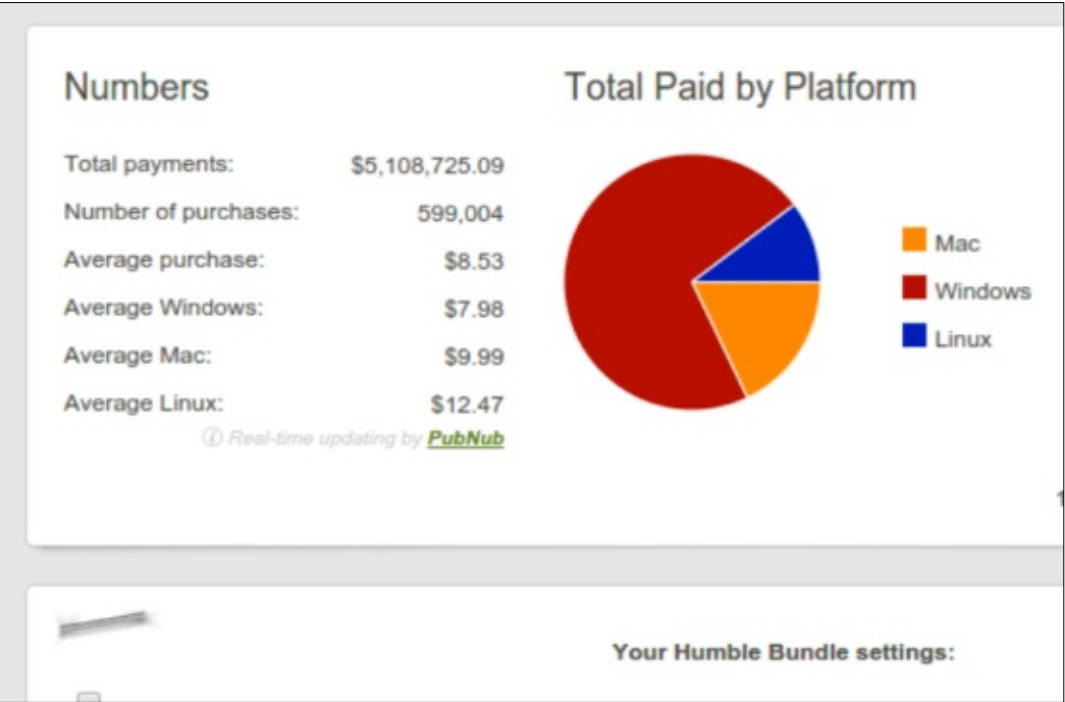 Numbers
Total payments: $5,108,725.09
Number of purchases: 599,004
Average purchase: $8.53
Average Windows: $7.98
Average Mac: $9.99
Average Linux: $12.47
Real-time updating by PubNub
Total Paid by Platform
Mac
Windows
Linux
Your Humble Bundle settings: